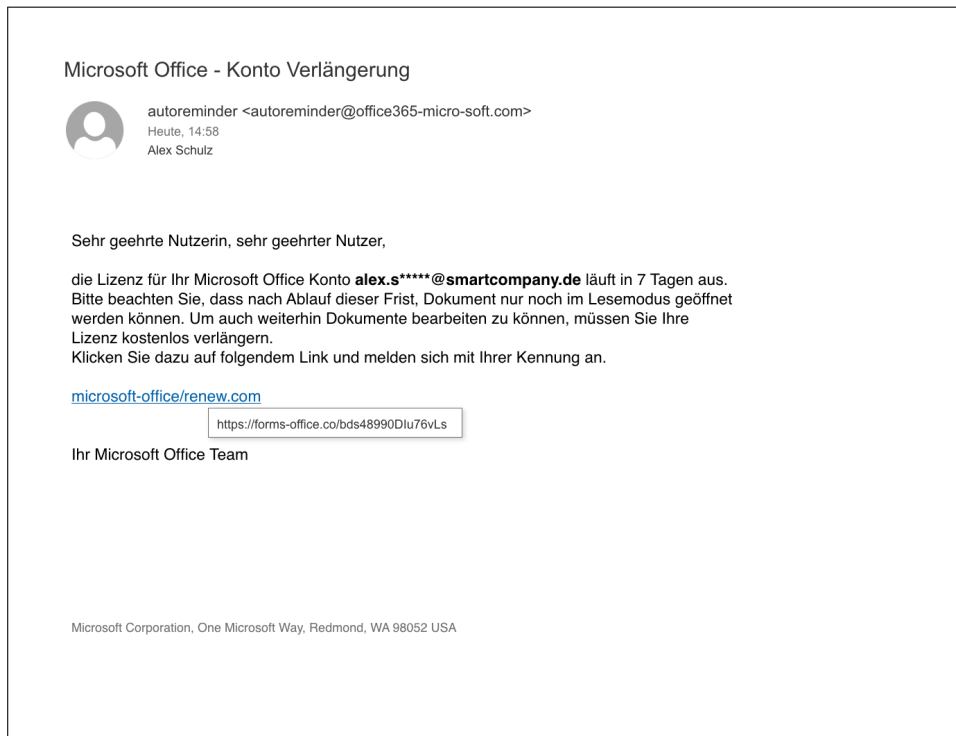 Microsoft Office - Konto Verlängerung
autoreminder <autoreminder@office365-micro-soft.com>
Heute, 14:58
Alex Schulz
Sehr geehrte Nutzerin, sehr geehrter Nutzer,
die Lizenz für Ihr Microsoft Office Konto alex.s*****@smartcompany.de läuft in 7 Tagen aus.
Bitte beachten Sie, dass nach Ablauf dieser Frist, Dokument nur noch im Lesemodus geöffnet
werden können. Um auch weiterhin Dokumente bearbeiten zu können, müssen Sie Ihre
Lizenz kostenlos verlängern.
Klicken Sie dazu auf folgendem Link und melden sich mit Ihrer Kennung an.
microsoft-office/renew.com
https://forms-office.co/bds48990DIu76vLs
Ihr Microsoft Office Team
Microsoft Corporation, One Microsoft Way, Redmond, WA 98052 USA